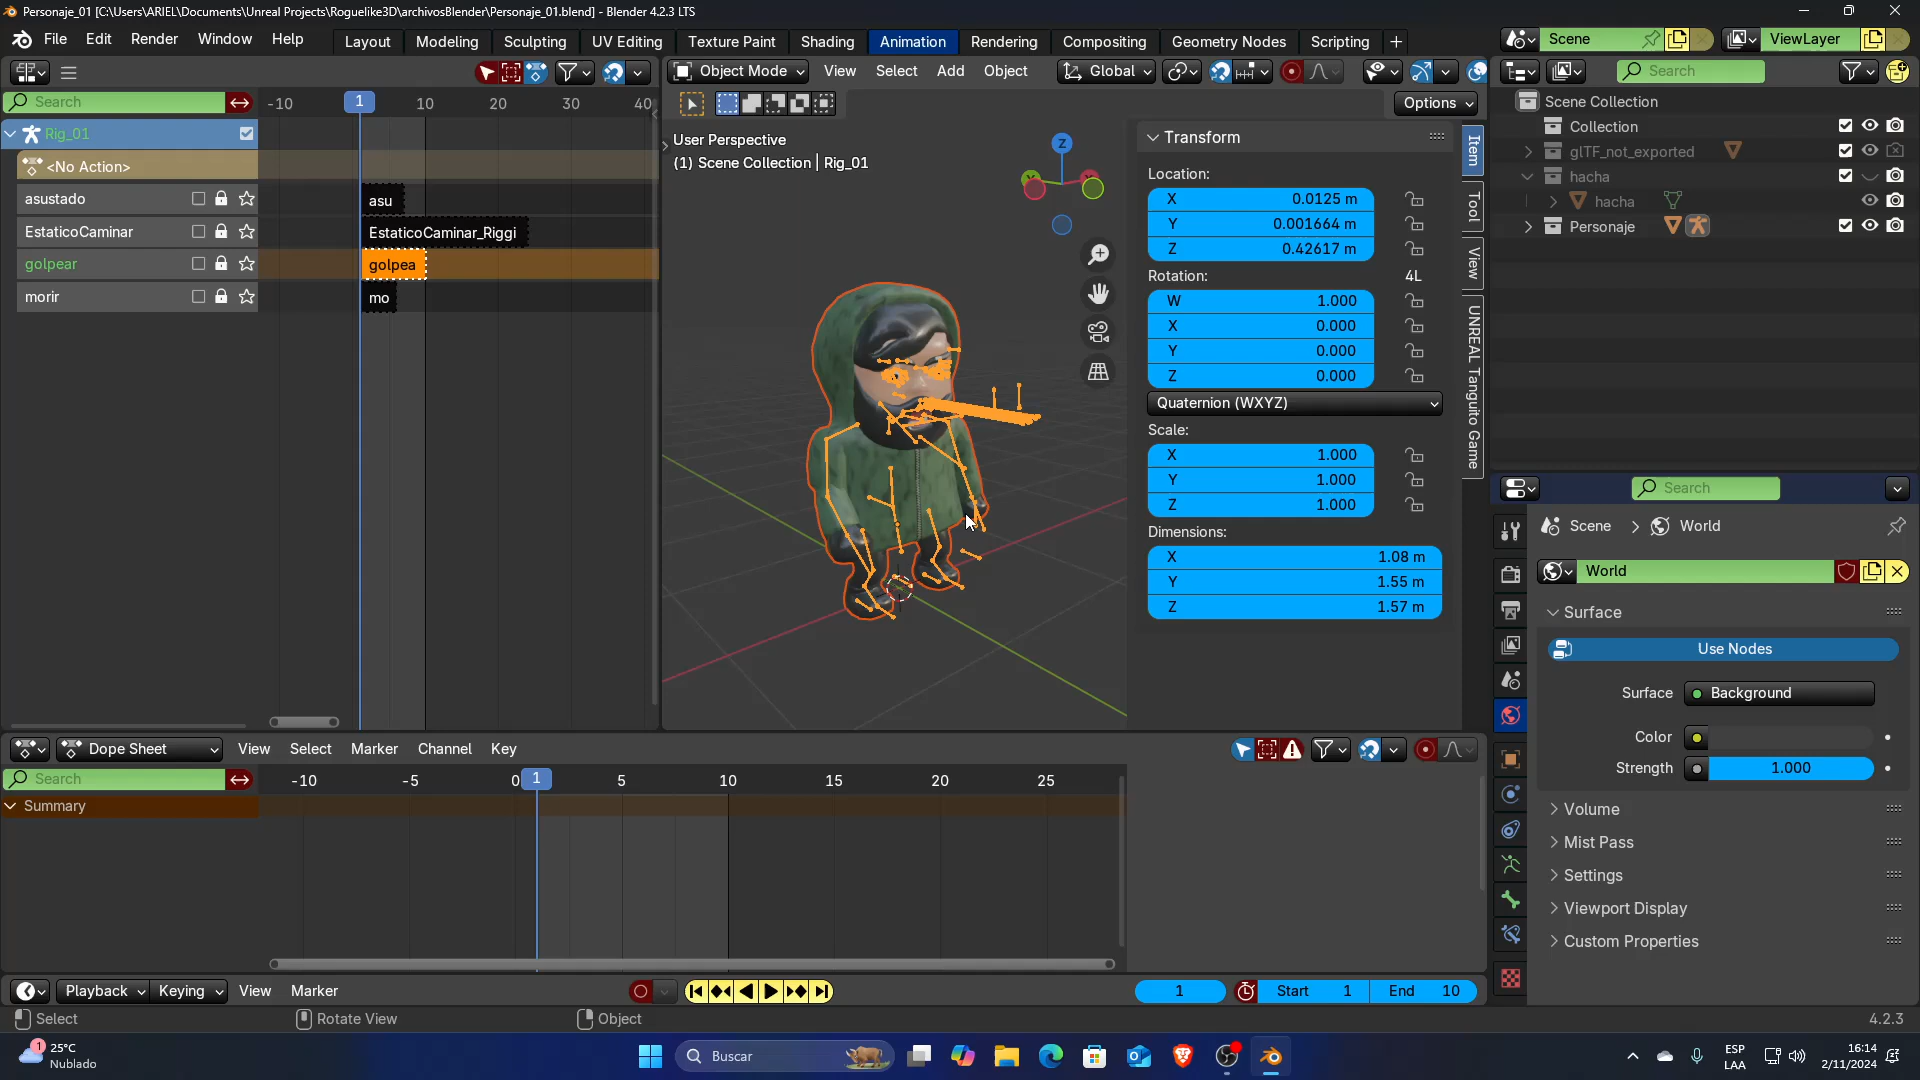 Personaje_01 [C:\Users\ARIEL\Documents\Unreal Projects\Roguelike3D\archivosBlender\Personaje_01.blend] - Blender 4.2.3 LTS
File Edit Render Window Help Layout Modeling Sculpting UV Editing Texture Paint Shading Animation Rendering Compositing Geometry Nodes Scripting + Scene ViewLayer
Object Mode View Select Add Object Global Search
Search -10 1 10 20 30 40 Options
Scene Collection
Rig_01
<No Action>
asustado asu
EstaticoCaminar EstaticoCaminar_Riggi
golpear golpea
morir mo
User Perspective
(1) Scene Collection | Rig_01
Z
Transform
Location:
X 0.0125 m
Y 0.001664 m
Z 0.42617 m
Rotation: 4L
W 1.000
X 0.000
Y 0.000
Z 0.000
Quaternion (WXYZ)
Scale:
X 1.000
Y 1.000
Z 1.000
Dimensions:
X 1.08 m
Y 1.55 m
Z 1.57 m
Item
Tool
View
UNREAL Tanguito Game
Collection
glTF_not_exported
hacha
hacha
Personaje
Search
Scene World
World
Surface
Use Nodes
Surface Background
Color
Strength 1.000
Volume
Mist Pass
Settings
Viewport Display
Custom Properties
Dope Sheet View Select Marker Channel Key
Search -10 -5 0 1 5 10 15 20 25
Summary
Playback Keying View Marker 1 Start 1 End 10
Select Rotate View Object 4.2.3
1 25°C
Nublado
Buscar
ESP
LAA
16:14
2/11/2024